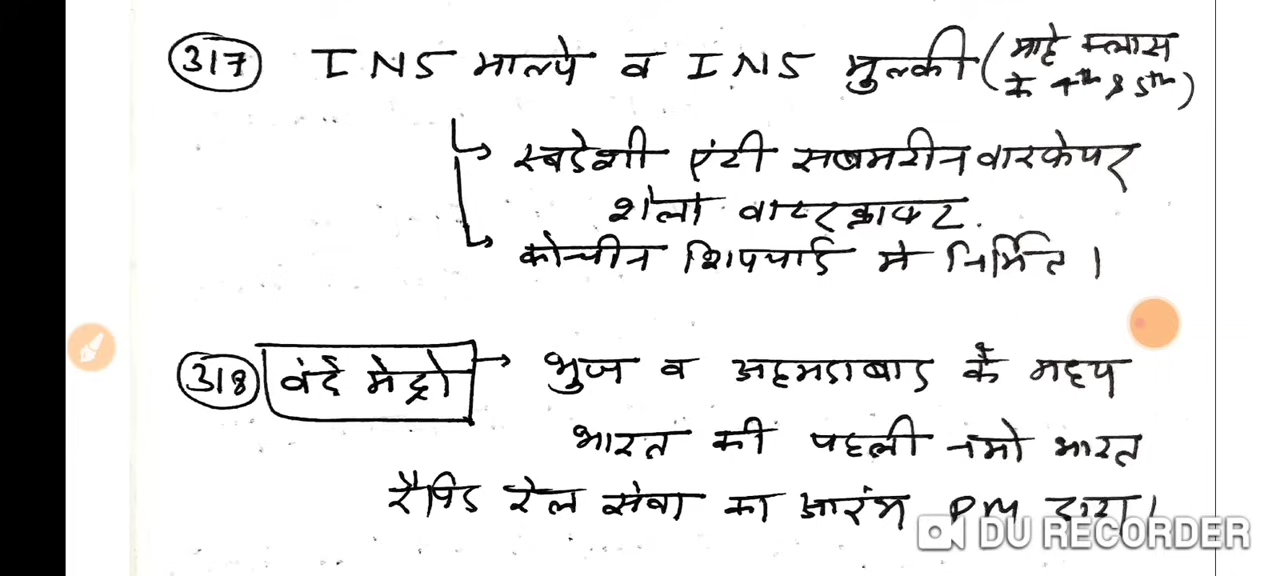 317 INS माल्पे व INS मुल्की (माहे क्लास
के 4th & 5th)
↳ स्वदेशी एंटी सबमरीन वारफेयर
शैलो वाटर क्राफ्ट.
↳ कोच्चीन शिपयार्ड मे निर्मित।
318 वंदे मेट्रो → भुज व अहमदाबाद के मध्य
भारत की पहली नमो भारत
रैपिड रेल सेवा का आरंभ PM द्वारा।
DU RECORDER